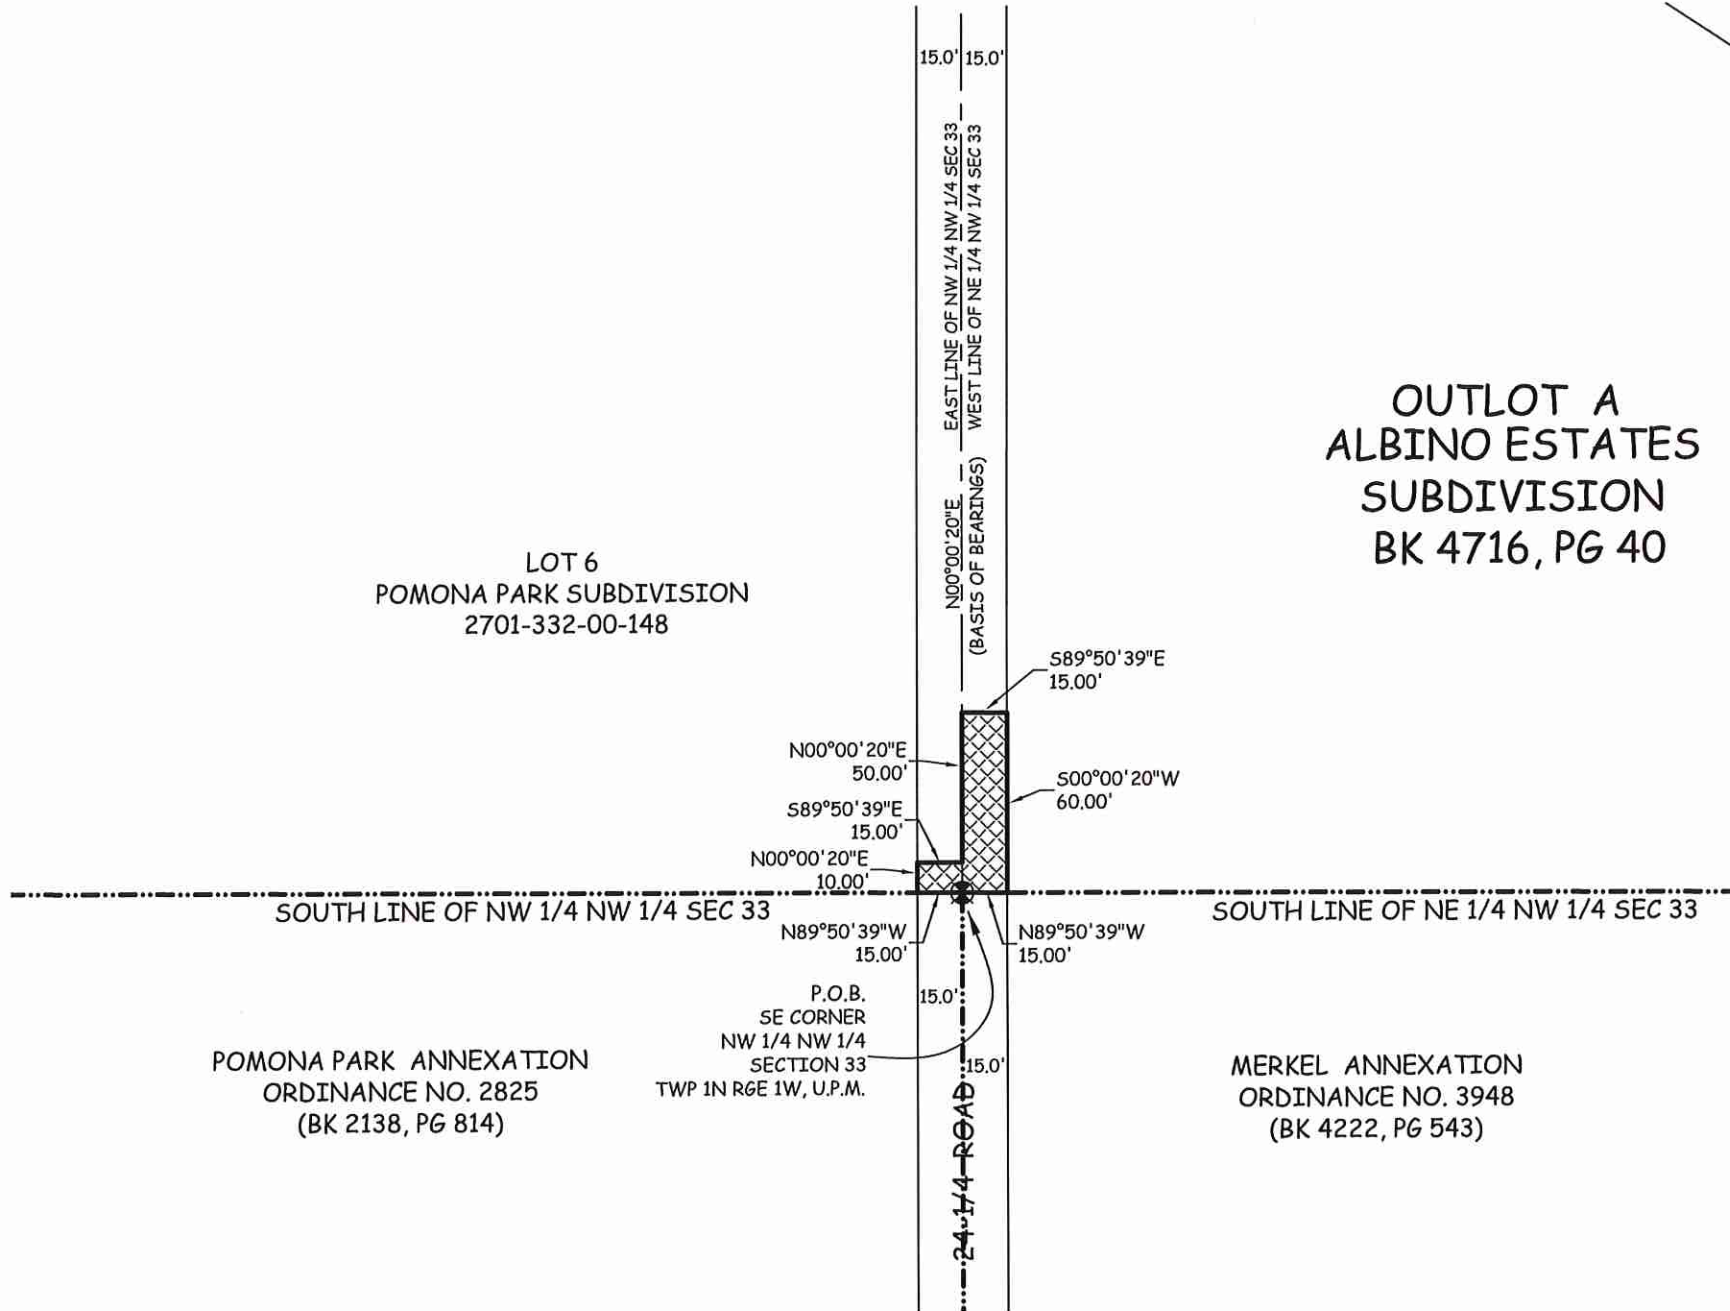 15.0' 15.0'
EAST LINE OF NW 1/4 NW 1/4 SEC 33
WEST LINE OF NE 1/4 NW 1/4 SEC 33
N00°00'20"E
(BASIS OF BEARINGS)
OUTLOT A
ALBINO ESTATES
SUBDIVISION
BK 4716, PG 40
LOT 6
POMONA PARK SUBDIVISION
2701-332-00-148
S89°50'39"E
15.00'
N00°00'20"E
50.00'
S00°00'20"W
60.00'
S89°50'39"E
15.00'
N00°00'20"E
10.00'
SOUTH LINE OF NW 1/4 NW 1/4 SEC 33
SOUTH LINE OF NE 1/4 NW 1/4 SEC 33
N89°50'39"W
15.00'
N89°50'39"W
15.00'
P.O.B.
SE CORNER
NW 1/4 NW 1/4
SECTION 33
TWP 1N RGE 1W, U.P.M.
15.0'
15.0'
24-1/4 ROAD
POMONA PARK ANNEXATION
ORDINANCE NO. 2825
(BK 2138, PG 814)
MERKEL ANNEXATION
ORDINANCE NO. 3948
(BK 4222, PG 543)